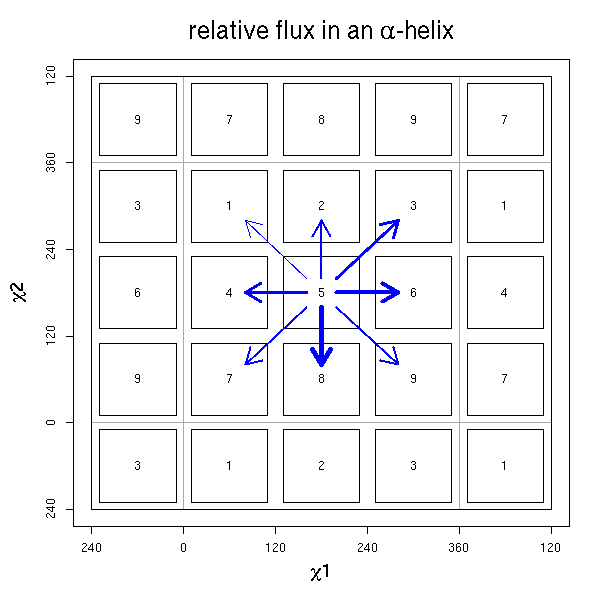 relative flux in an α-helix
120
9 7 8 9 7
360
3 1 2 3 1
240
χ2
6 4 5 6 4
120
9 7 8 9 7
0
3 1 2 3 1
240
240 0 120 240 360 120
χ1